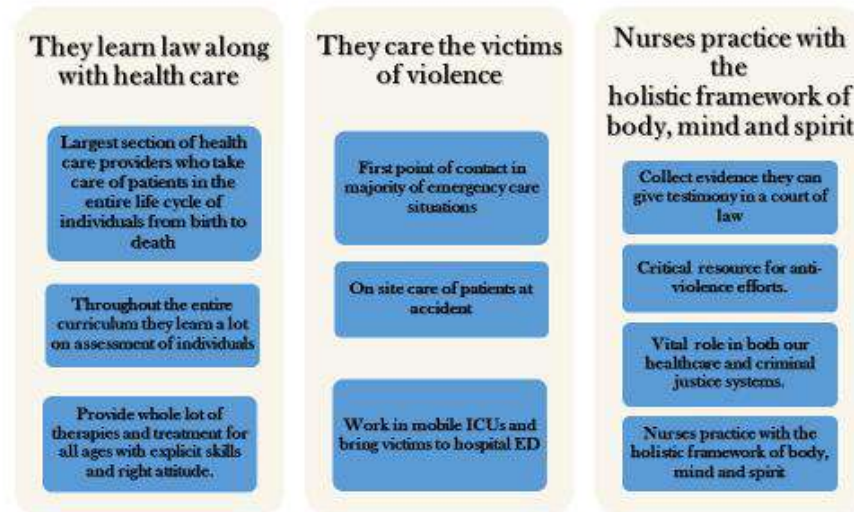 They learn law along
with health care
Largest section of health
care providers who take
care of patients in the
entire life cycle of
individuals from birth to
death
Throughout the entire
curriculum they learn a lot
on assessment of individuals
Provide whole lot of
therapies and treatment for
all ages with explicit skills
and right attitude.
They care the victims
of violence
First point of contact in
majority of emergency care
situations
On site care of patients at
accident
Work in mobile ICUs and
bring victims to hospital ED
Nurses practice with
the
holistic framework of
body, mind and spirit
Collect evidence they can
give testimony in a court of
law
Critical resource for anti-
violence efforts.
Vital role in both our
healthcare and criminal
justice systems.
Nurses practice with the
holistic framework of body,
mind and spirit